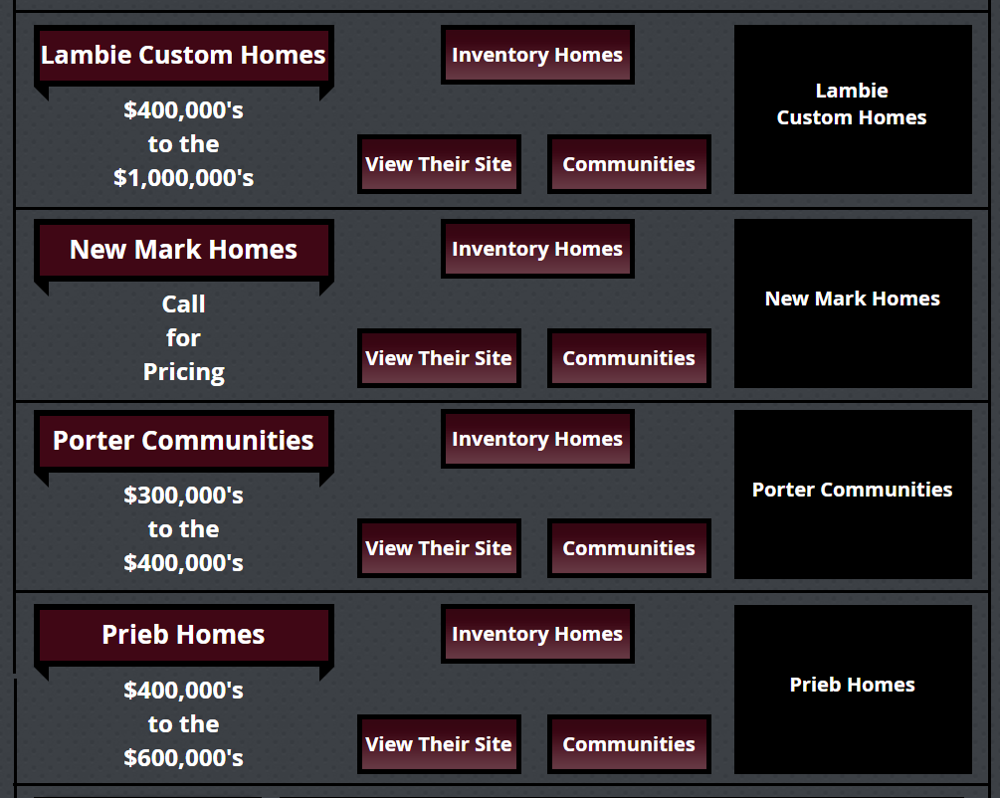 Lambie Custom Homes
$400,000's
to the
$1,000,000's
Inventory Homes
View Their Site
Communities
Lambie
Custom Homes
New Mark Homes
Call
for
Pricing
Inventory Homes
View Their Site
Communities
New Mark Homes
Porter Communities
$300,000's
to the
$400,000's
Inventory Homes
View Their Site
Communities
Porter Communities
Prieb Homes
$400,000's
to the
$600,000's
Inventory Homes
View Their Site
Communities
Prieb Homes